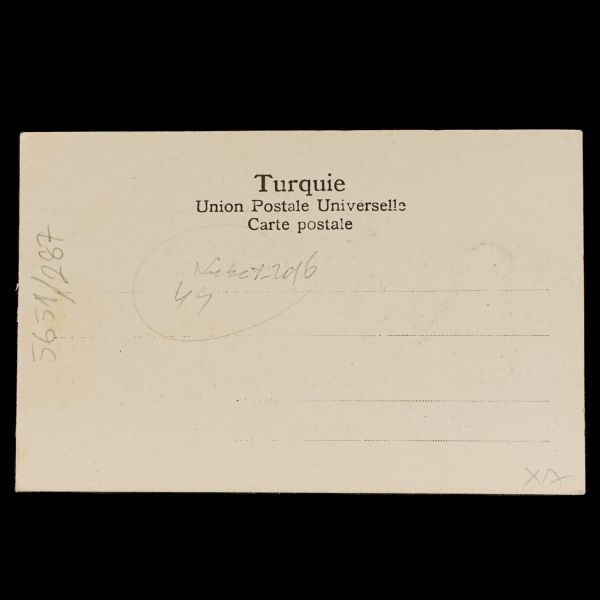 Turquie
Union Postale Universelle
Carte postale
44
5651/287